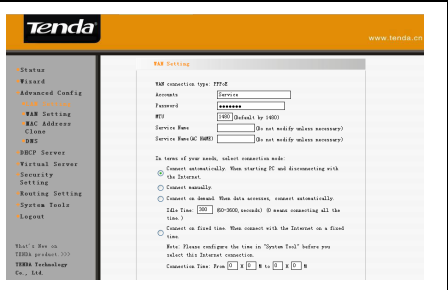 Tenda
www.tenda.cn
Status
Wizard
Advanced Config
WAN Setting
MAC Address
Clone
DNS
DHCP Server
Virtual Server
Security
Setting
Routing Setting
System Tools
Logout
What's New on
TENDA product >>>
TENDA Technology
Co., Ltd.
WAN Setting
WAN connection type: PPPoE
Accounts Service
Password ●●●●●●●
MTU 1480 (Default by 1480)
Service Name (Do not modify unless necessary)
Service Name(AC NAME) (Do not modify unless necessary)
In terms of your needs, select connection mode:
Connect automatically. When starting PC and disconnecting with
the Internet.
Connect manually.
Connect on demand. When data accesses, connect automatically.
Idle Time: 300 (60-3600, seconds) (0 means connecting all the
time.)
Connect on fixed time. When connect with the Internet on a fixed
time.
Note: Please configure the time in "System Tool" before you
select this Internet connection.
Connection Time: From 0 H 0 M to 0 H 0 M